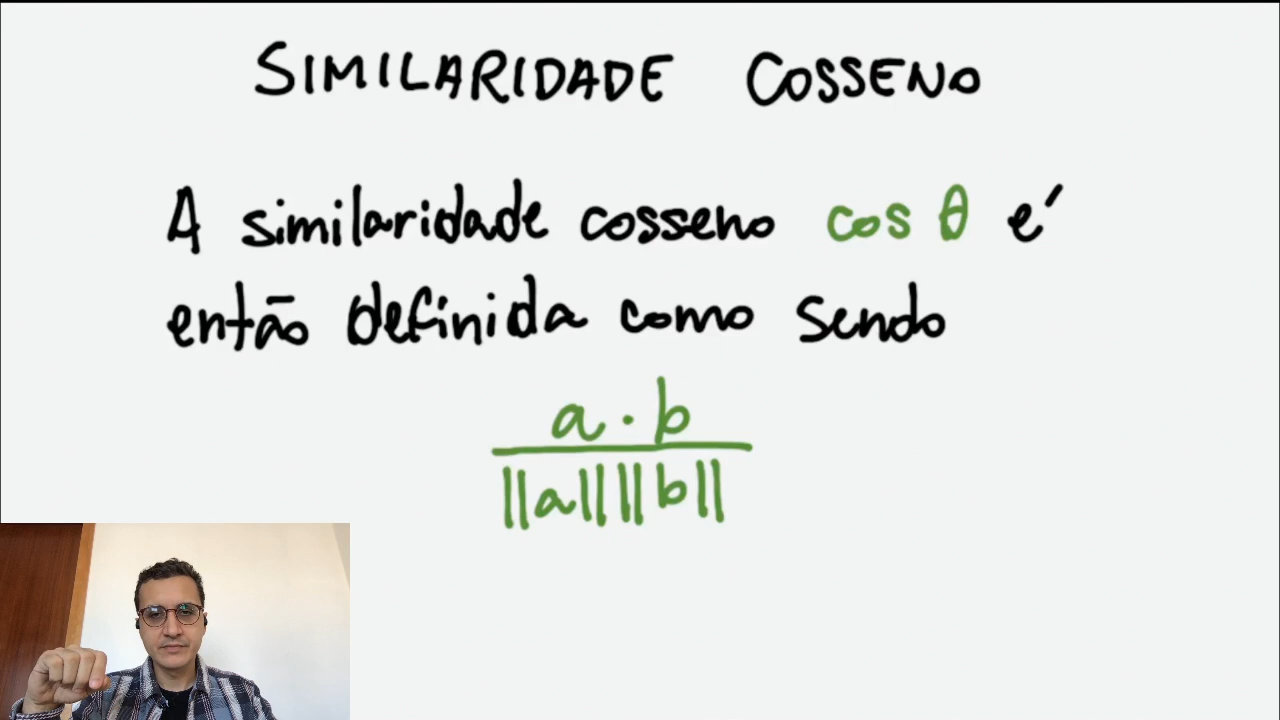 SIMILARIDADE COSSENO
A similaridade cosseno cos θ é
então definida como sendo
a · b
||a|| ||b||